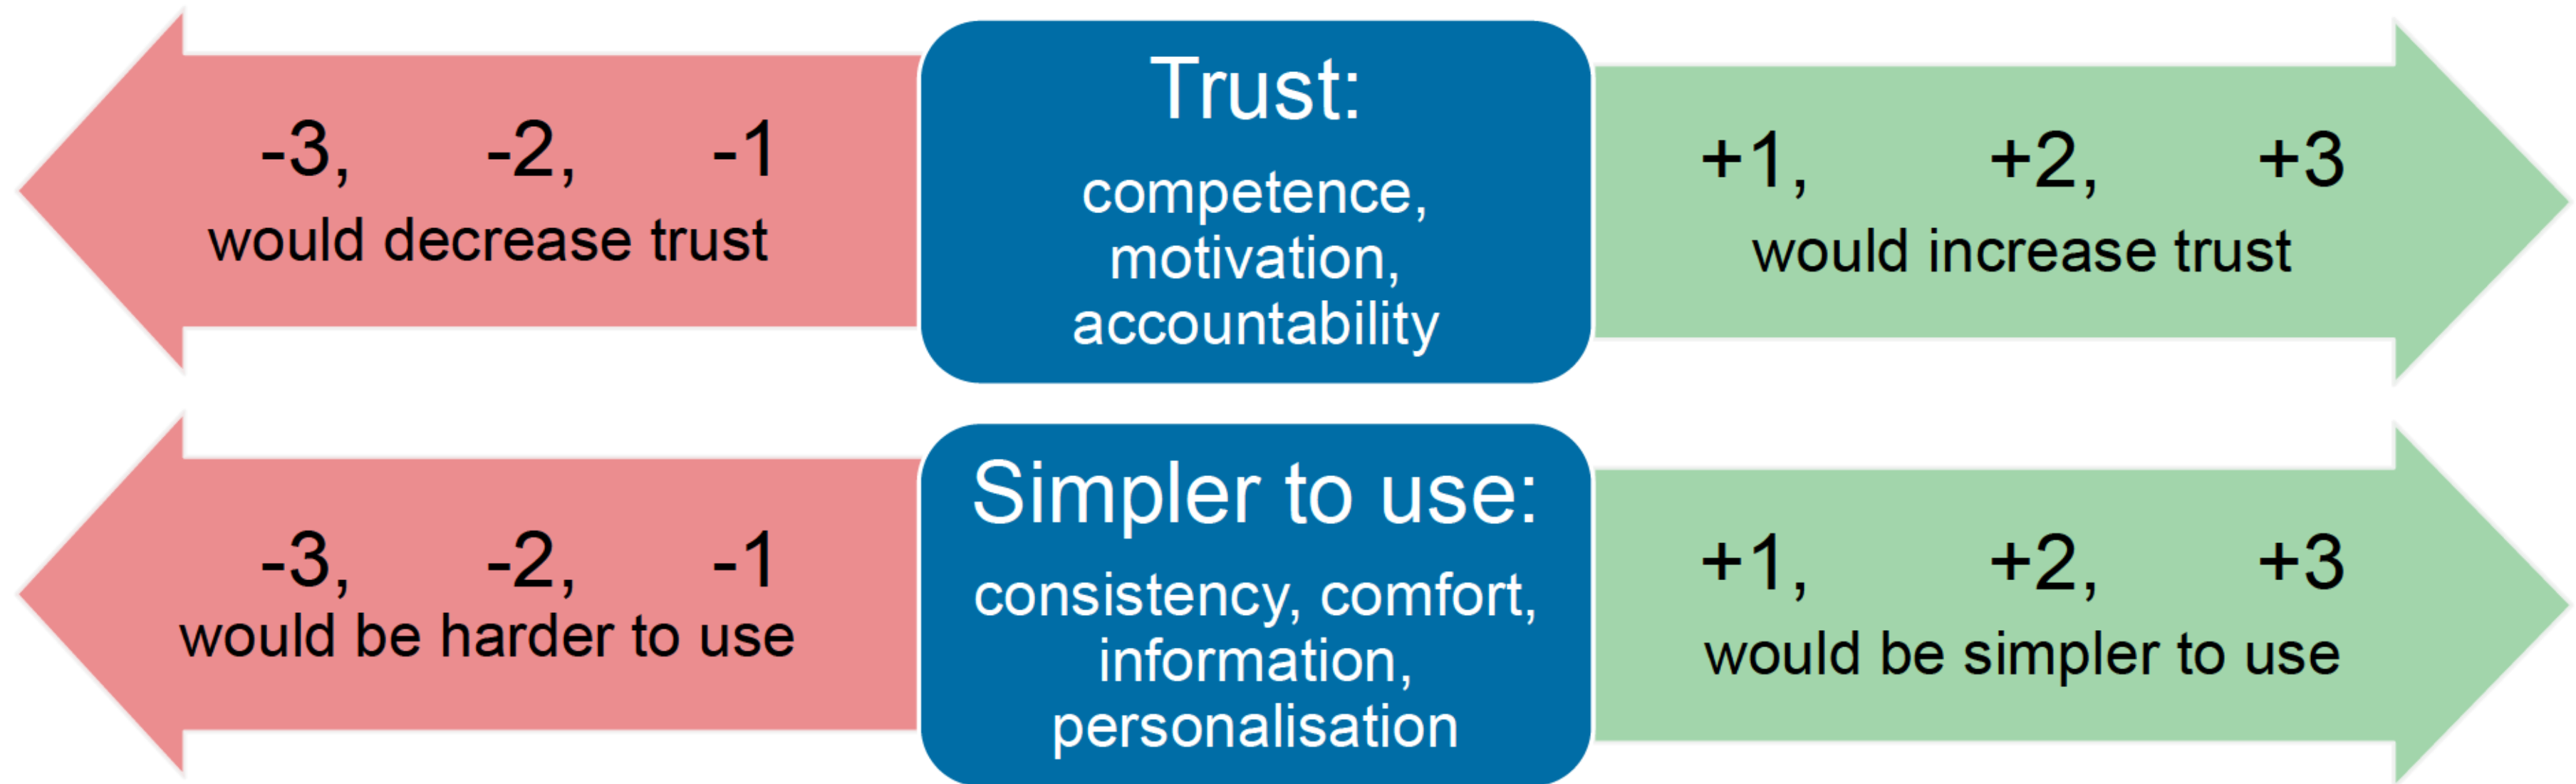 -3, -2, -1
would decrease trust
Trust:
competence,
motivation,
accountability
+1, +2, +3
would increase trust
-3, -2, -1
would be harder to use
Simpler to use:
consistency, comfort,
information,
personalisation
+1, +2, +3
would be simpler to use